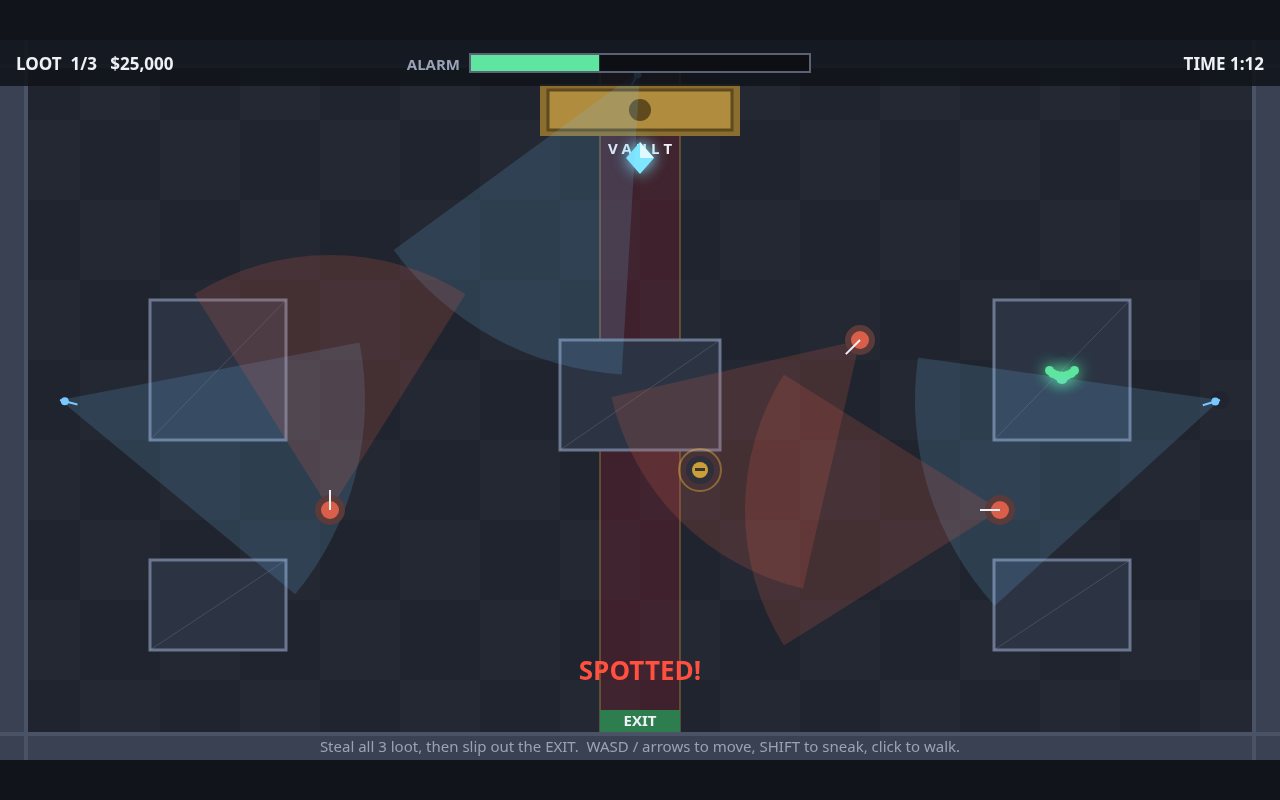 LOOT 1/3 $25,000
ALARM
TIME 1:12
VAULT
SPOTTED!
EXIT
Steal all 3 loot, then slip out the EXIT. WASD / arrows to move, SHIFT to sneak, click to walk.